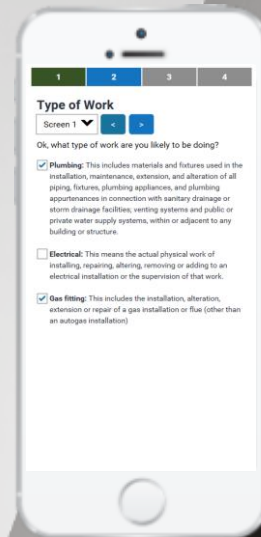 1 2 3 4
Type of Work
Screen 1 < >
Ok, what type of work are you likely to be doing?
Plumbing: This includes materials and fixtures used in the
installation, maintenance, extension, and alteration of all
piping, fixtures, plumbing appliances, and plumbing
appurtenances in connection with sanitary drainage or
storm drainage facilities; venting systems and public or
private water supply systems, within or adjacent to any
building or structure.
Electrical: This means the actual physical work of
installing, repairing, altering, removing or adding to an
electrical installation or the supervision of that work.
Gas fitting: This includes the installation, alteration,
extension or repair of a gas installation or flue (other than
an autogas installation)